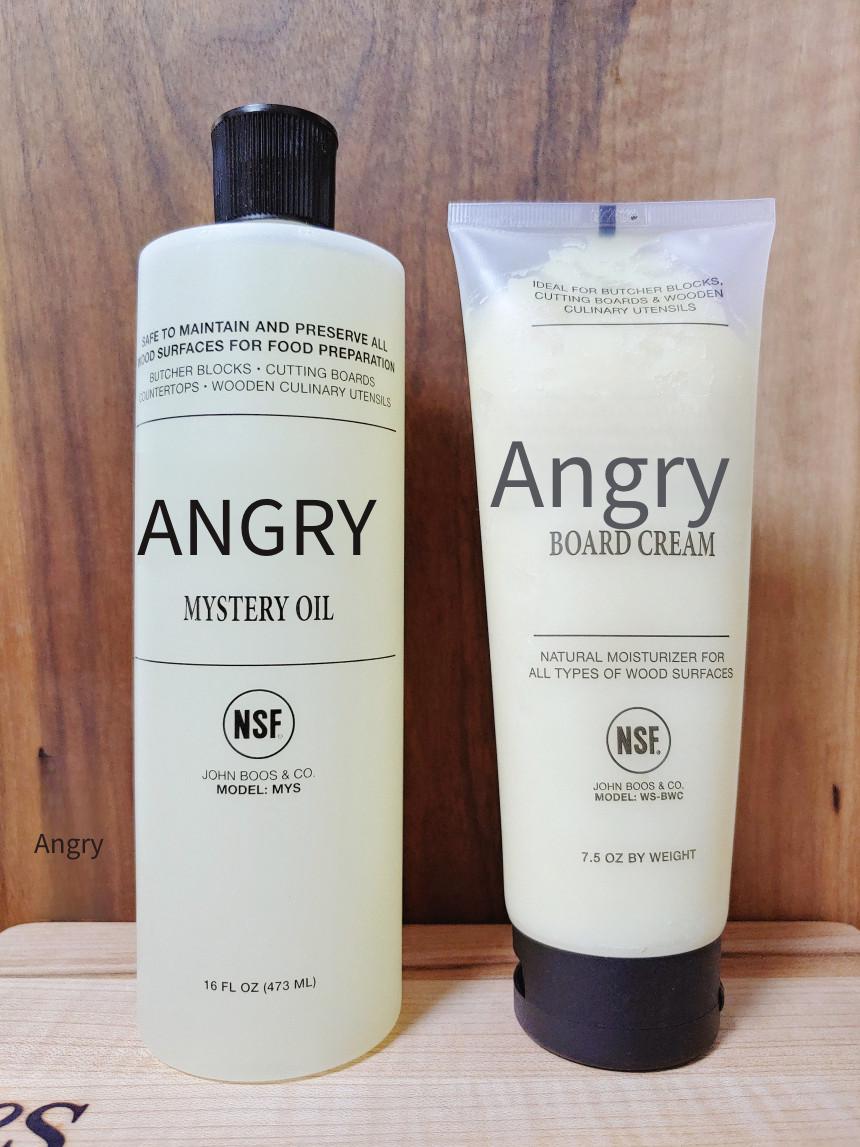 SAFE TO MAINTAIN AND PRESERVE ALL
WOOD SURFACES FOR FOOD PREPARATION
BUTCHER BLOCKS • CUTTING BOARDS
COUNTERTOPS • WOODEN CULINARY UTENSILS
ANGRY
MYSTERY OIL
NSF
JOHN BOOS & CO.
MODEL: MYS
16 FL OZ (473 ML)
IDEAL FOR BUTCHER BLOCKS,
CUTTING BOARDS & WOODEN
CULINARY UTENSILS
Angry
BOARD CREAM
NATURAL MOISTURIZER FOR
ALL TYPES OF WOOD SURFACES
NSF.
JOHN BOOS & CO.
MODEL: WS-BWC
7.5 OZ BY WEIGHT
Angry